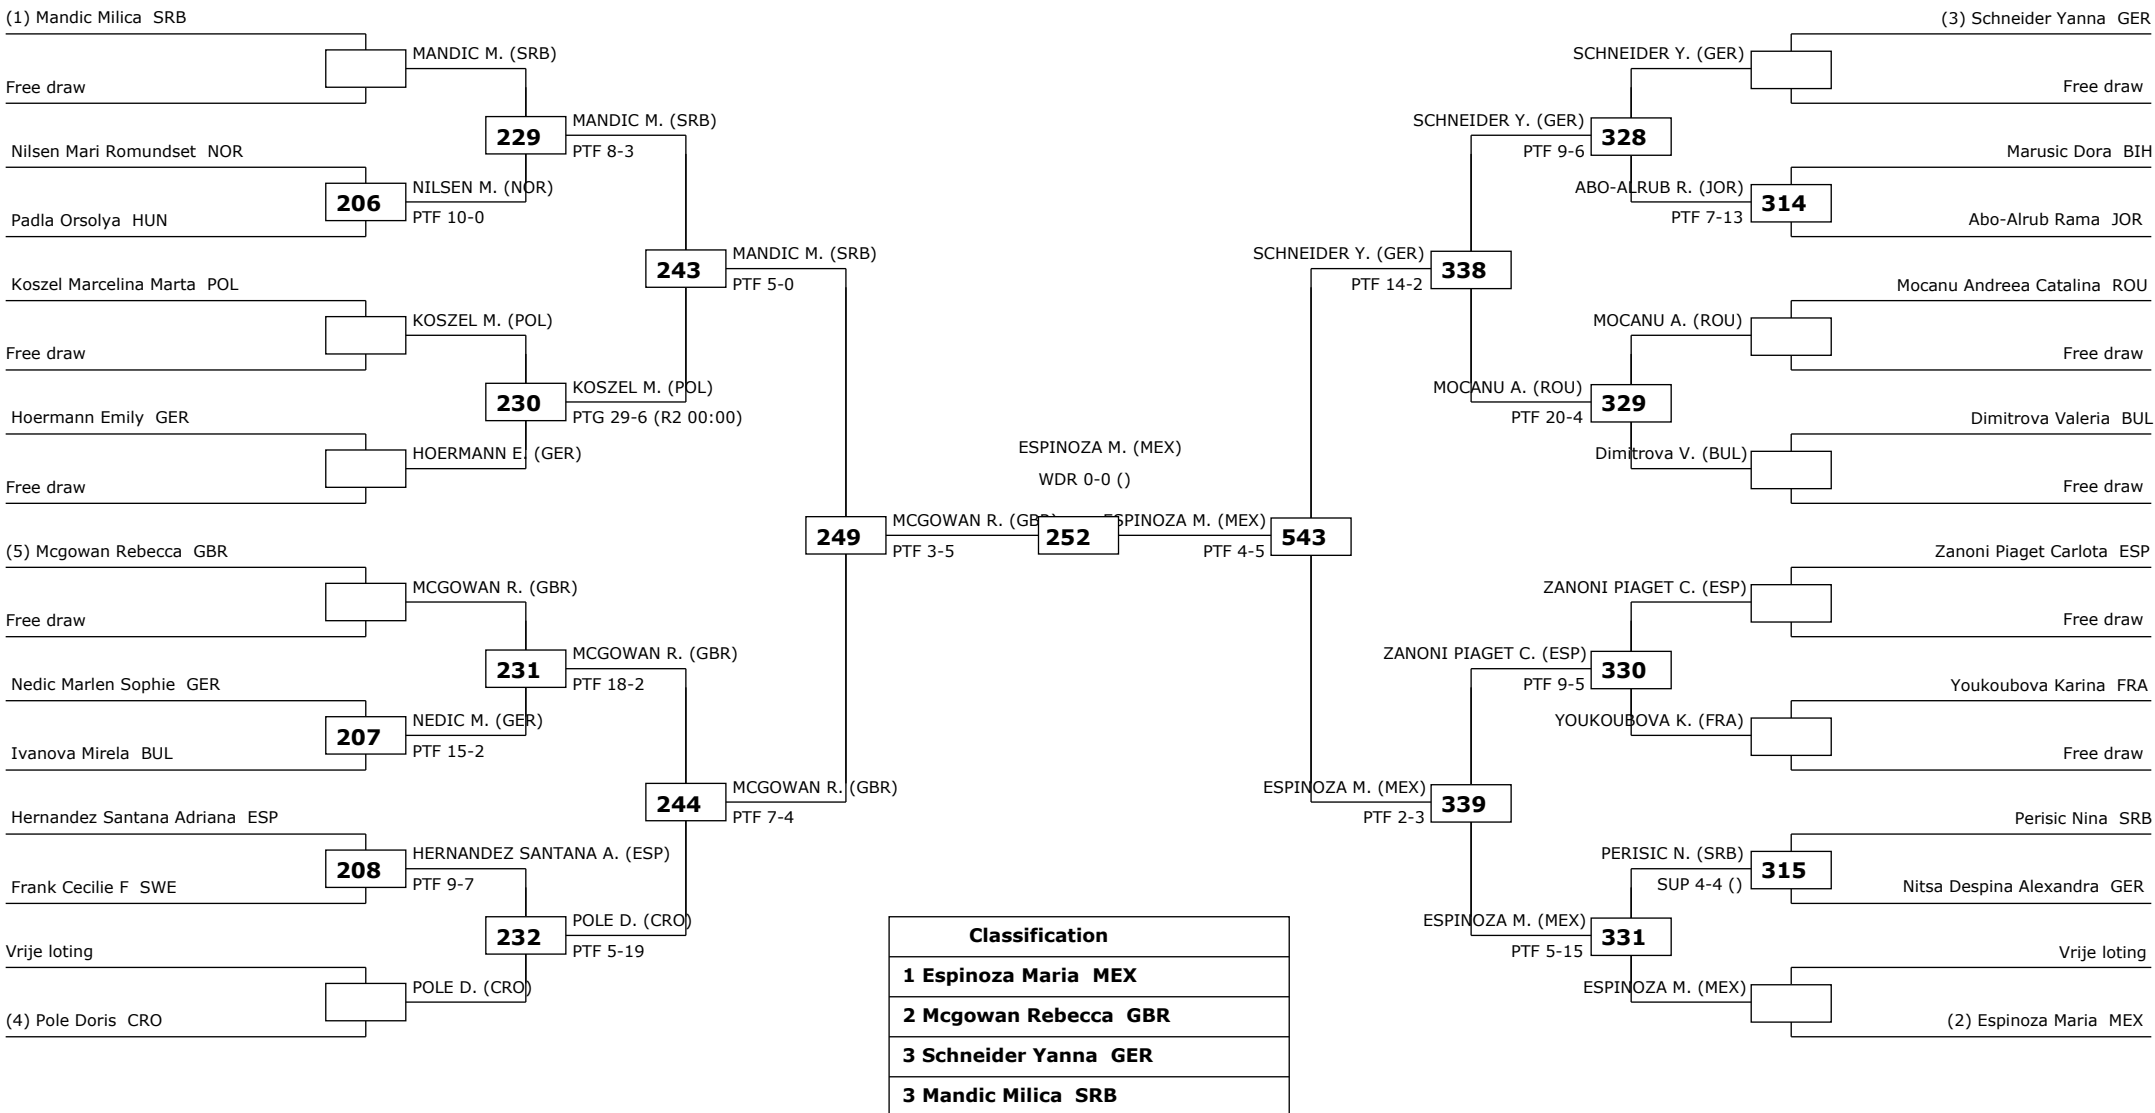 (1) Mandic Milica  SRB
Free draw
MANDIC M. (SRB)
Nilsen Mari Romundset  NOR
Padla Orsolya  HUN
206
NILSEN M. (NOR)
PTF 10-0
229
MANDIC M. (SRB)
PTF 8-3
Koszel Marcelina Marta  POL
Free draw
KOSZEL M. (POL)
Hoermann Emily  GER
Free draw
HOERMANN E. (GER)
230
KOSZEL M. (POL)
PTG 29-6 (R2 00:00)
243
MANDIC M. (SRB)
PTF 5-0
(5) Mcgowan Rebecca  GBR
Free draw
MCGOWAN R. (GBR)
Nedic Marlen Sophie  GER
Ivanova Mirela  BUL
207
NEDIC M. (GER)
PTF 15-2
231
MCGOWAN R. (GBR)
PTF 18-2
Hernandez Santana Adriana  ESP
Frank Cecilie F  SWE
208
HERNANDEZ SANTANA A. (ESP)
PTF 9-7
Vrije loting
(4) Pole Doris  CRO
POLE D. (CRO)
232
POLE D. (CRO)
PTF 5-19
244
MCGOWAN R. (GBR)
PTF 7-4
249
MCGOWAN R. (GBR)
PTF 3-5
ESPINOZA M. (MEX)
WDR 0-0 ()
252
ESPINOZA M. (MEX)
PTF 4-5
543
SCHNEIDER Y. (GER)
PTF 14-2
338
SCHNEIDER Y. (GER)
PTF 9-6
328
SCHNEIDER Y. (GER)
(3) Schneider Yanna  GER
Free draw
ABO-ALRUB R. (JOR)
PTF 7-13
314
Marusic Dora  BIH
Abo-Alrub Rama  JOR
MOCANU A. (ROU)
PTF 20-4
329
MOCANU A. (ROU)
Mocanu Andreea Catalina  ROU
Free draw
Dimitrova V. (BUL)
Dimitrova Valeria  BUL
Free draw
ESPINOZA M. (MEX)
PTF 2-3
339
ZANONI PIAGET C. (ESP)
PTF 9-5
330
ZANONI PIAGET C. (ESP)
Zanoni Piaget Carlota  ESP
Free draw
YOUKOUBOVA K. (FRA)
Youkoubova Karina  FRA
Free draw
ESPINOZA M. (MEX)
PTF 5-15
331
PERISIC N. (SRB)
SUP 4-4 ()
315
Perisic Nina  SRB
Nitsa Despina Alexandra  GER
ESPINOZA M. (MEX)
Vrije loting
(2) Espinoza Maria  MEX
Classification
1 Espinoza Maria  MEX
2 Mcgowan Rebecca  GBR
3 Schneider Yanna  GER
3 Mandic Milica  SRB